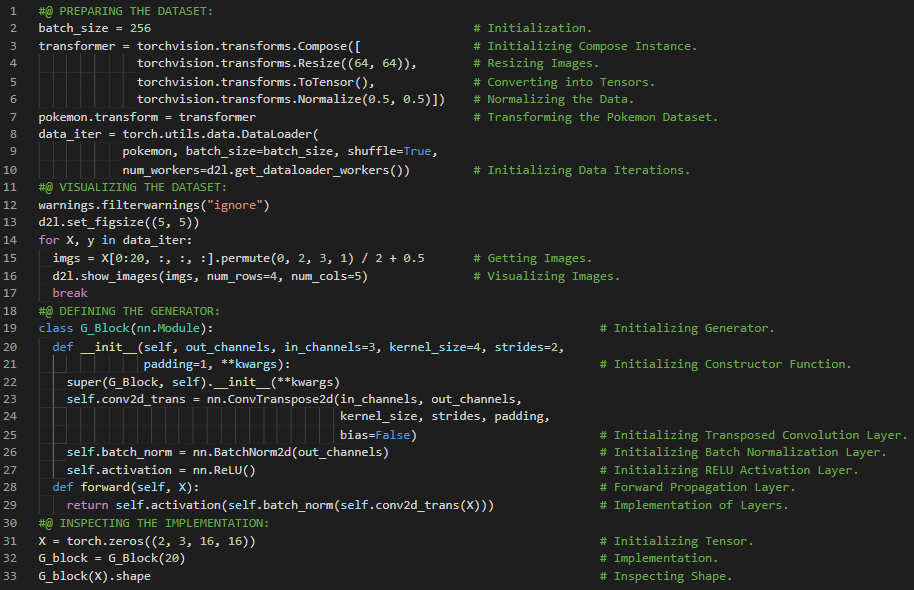 1 #@ PREPARING THE DATASET:
2 batch_size = 256 # Initialization.
3 transformer = torchvision.transforms.Compose([ # Initializing Compose Instance.
4 torchvision.transforms.Resize((64, 64)), # Resizing Images.
5 torchvision.transforms.ToTensor(), # Converting into Tensors.
6 torchvision.transforms.Normalize(0.5, 0.5)]) # Normalizing the Data.
7 pokemon.transform = transformer # Transforming the Pokemon Dataset.
8 data_iter = torch.utils.data.DataLoader(
9 pokemon, batch_size=batch_size, shuffle=True,
10 num_workers=d2l.get_dataloader_workers()) # Initializing Data Iterations.
11 #@ VISUALIZING THE DATASET:
12 warnings.filterwarnings("ignore")
13 d2l.set_figsize((5, 5))
14 for X, y in data_iter:
15 imgs = X[0:20, :, :, :].permute(0, 2, 3, 1) / 2 + 0.5 # Getting Images.
16 d2l.show_images(imgs, num_rows=4, num_cols=5) # Visualizing Images.
17 break
18 #@ DEFINING THE GENERATOR:
19 class G_Block(nn.Module): # Initializing Generator.
20 def __init__(self, out_channels, in_channels=3, kernel_size=4, strides=2,
21 padding=1, **kwargs): # Initializing Constructor Function.
22 super(G_Block, self).__init__(**kwargs)
23 self.conv2d_trans = nn.ConvTranspose2d(in_channels, out_channels,
24 kernel_size, strides, padding,
25 bias=False) # Initializing Transposed Convolution Layer.
26 self.batch_norm = nn.BatchNorm2d(out_channels) # Initializing Batch Normalization Layer.
27 self.activation = nn.ReLU() # Initializing RELU Activation Layer.
28 def forward(self, X): # Forward Propagation Layer.
29 return self.activation(self.batch_norm(self.conv2d_trans(X))) # Implementation of Layers.
30 #@ INSPECTING THE IMPLEMENTATION:
31 X = torch.zeros((2, 3, 16, 16)) # Initializing Tensor.
32 G_block = G_Block(20) # Implementation.
33 G_block(X).shape # Inspecting Shape.